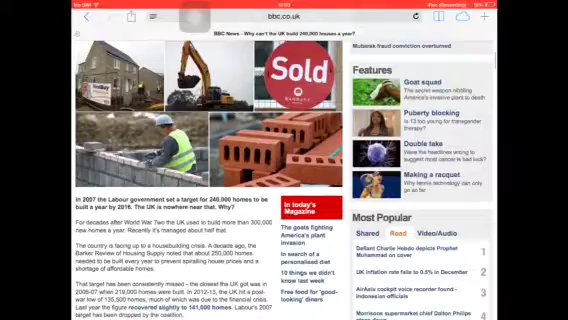 bbc.co.uk
BBC News - Why can't the UK build 240,000 houses a year?
Sold
In 2007 the Labour government set a target for 240,000 homes to be
built a year by 2016. The UK is nowhere near that. Why?
For decades after World War Two the UK used to build more than 300,000
new homes a year. Recently it's managed about half that.
The country is facing up to a housebuilding crisis. A decade ago, the
Barker Review of Housing Supply noted that about 250,000 homes
needed to be built every year to prevent spiralling house prices and a
shortage of affordable homes.
That target has been consistently missed - the closest the UK got was in
2006-07 when 219,000 homes were built. In 2012-13, the UK hit a post-
war low of 135,500 homes, much of which was due to the financial crisis.
Last year the figure recovered slightly to 141,000 homes. Labour's 2007
target has been dropped by the coalition.
In today's
Magazine
The goats fighting
America's plant
invasion
In search of a
personalised diet
10 things we didn't
know last week
Free food for 'good-
looking' diners
Mubarak fraud conviction overturned
Features
Goat squad
The secret weapon nibbling
America's invasive plant to death
Puberty blocking
Is 13 too young for transgender
therapy?
Double take
Were the headlines wrong to
suggest most cancer is bad luck?
Making a racquet
Why tennis technology can only
go so far
Most Popular
Shared
Read
Video/Audio
Defiant Charlie Hebdo depicts Prophet
Muhammad on cover
1
UK inflation rate falls to 0.5% in December
2
AirAsia cockpit voice recorder found -
Indonesian officials
3
Morrisons supermarket chief Dalton Philips